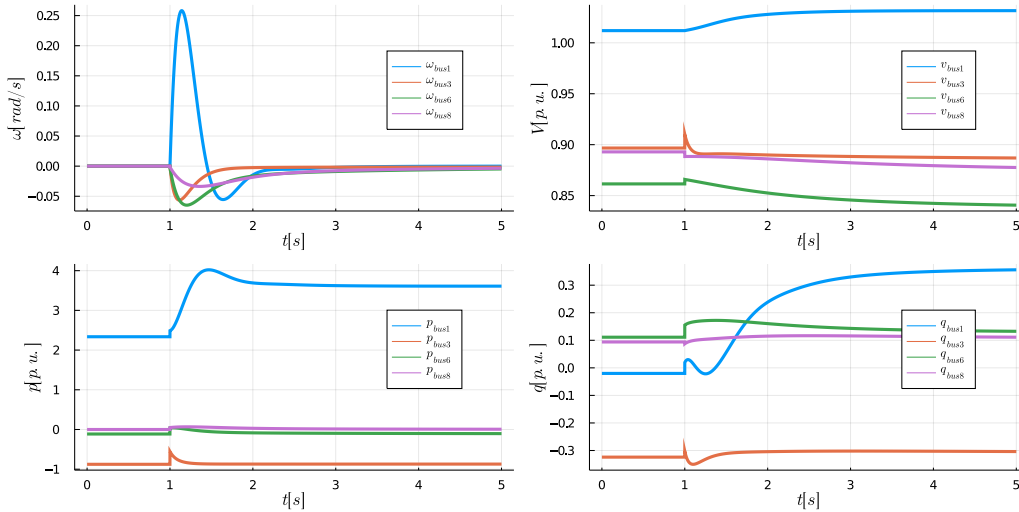 ω[rad/s]
0.25
0.20
0.15
0.10
0.05
0.00
−0.05
0 1 2 3 4 5
t[s]
ω_bus1
ω_bus3
ω_bus6
ω_bus8
V[p.u.]
1.00
0.95
0.90
0.85
0 1 2 3 4 5
t[s]
v_bus1
v_bus3
v_bus6
v_bus8
p[p.u.]
4
3
2
1
0
−1
0 1 2 3 4 5
t[s]
p_bus1
p_bus3
p_bus6
p_bus8
q[p.u.]
0.3
0.2
0.1
0.0
−0.1
−0.2
−0.3
0 1 2 3 4 5
t[s]
q_bus1
q_bus3
q_bus6
q_bus8